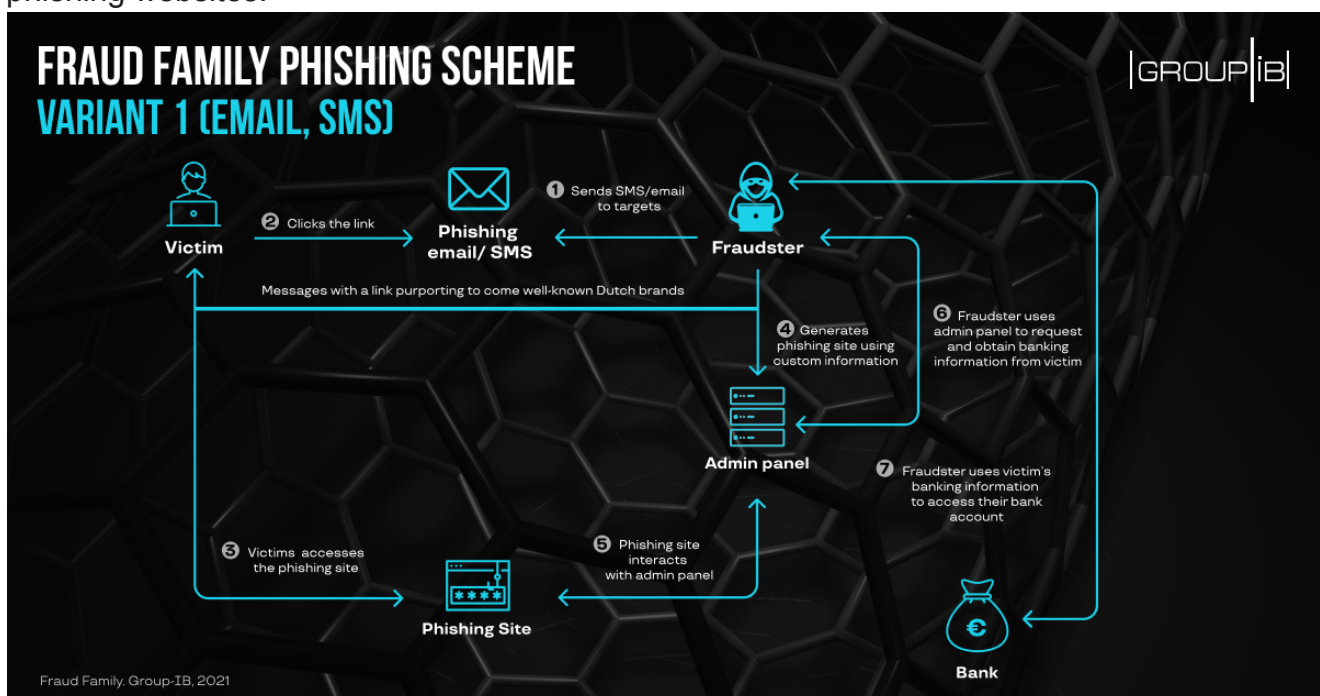 phishing websites.
FRAUD FAMILY PHISHING SCHEME
VARIANT 1 (EMAIL, SMS)
GROUP iB
1 Sends SMS/email
to targets
2 Clicks the link
Victim
Phishing
email/ SMS
Fraudster
Messages with a link purporting to come well-known Dutch brands
4 Generates
phishing site using
custom information
6 Fraudster uses
admin panel to request
and obtain banking
information from victim
Admin panel
7 Fraudster uses victim's
banking information
to access their bank
account
3 Victims accesses
the phishing site
5 Phishing site
interacts
with admin panel
****
Phishing Site
€
Bank
Fraud Family. Group-IB, 2021